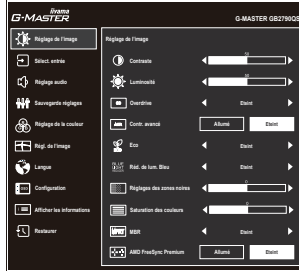 iiyama
G-MASTER
G-MASTER GB2790QS
Réglage de l'image
Sélect. entrée
Réglage audio
Sauvegarde réglages
Réglage de la couleur
Régl. de l'image
Langue
Configuration
Afficher les informations
Restaurer
Réglage de l'image
Contraste 50
Luminosité 50
Overdrive Eteint
Contr. avancé Allumé Eteint
Eco Eteint
Réd. de lum. Bleu Eteint
Réglages des zones noires 0
Saturation des couleurs 0
MBR Eteint
AMD FreeSync Premium Allumé Eteint